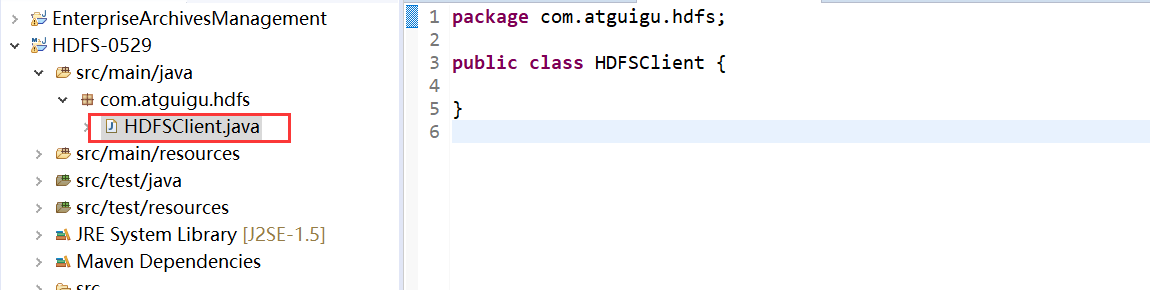 EnterpriseArchivesManagement
HDFS-0529
src/main/java
com.atguigu.hdfs
HDFSClient.java
src/main/resources
src/test/java
src/test/resources
JRE System Library [J2SE-1.5]
Maven Dependencies
src
1 package com.atguigu.hdfs;
2
3 public class HDFSClient {
4
5 }
6